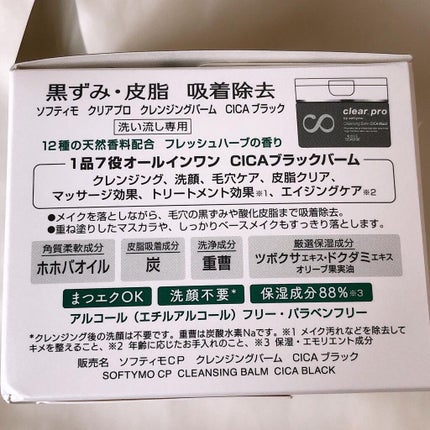 黒ずみ・皮脂 吸着除去
ソフティモ クリアプロ クレンジングバーム CICA ブラック
洗い流し専用
12種の天然香料配合 フレッシュハーブの香り
clear pro
by softymo
Cleansing Balm CICA Black
1品7役オールインワン CICAブラックバーム
クレンジング、洗顔、毛穴ケア、皮脂クリア、
マッサージ効果、トリートメント効果※1、エイジングケア※2
●メイクを落としながら、毛穴の黒ずみや酸化皮脂まで吸着除去。
●重ね塗りしたマスカラや、しっかりベースメイクもすっきり落とします。
角質柔軟成分
ホホバオイル
皮脂吸着成分
炭
洗浄成分
重曹
厳選保湿成分
ツボクサエキス・ドクダミエキス
オリーブ果実油
まつエクOK
洗顔不要*
保湿成分88%※3
アルコール（エチルアルコール）フリー・パラベンフリー
*クレンジング後の洗顔は不要です。重曹は炭酸水素Naです。※1 メイク汚れなどを除去して
キメを整えること、※2 年齢に応じたお手入れのこと、※3 保湿・エモリエント成分
販売名 ソフティモCP クレンジングバーム CICA ブラック
SOFTYMO CP CLEANSING BALM CICA BLACK